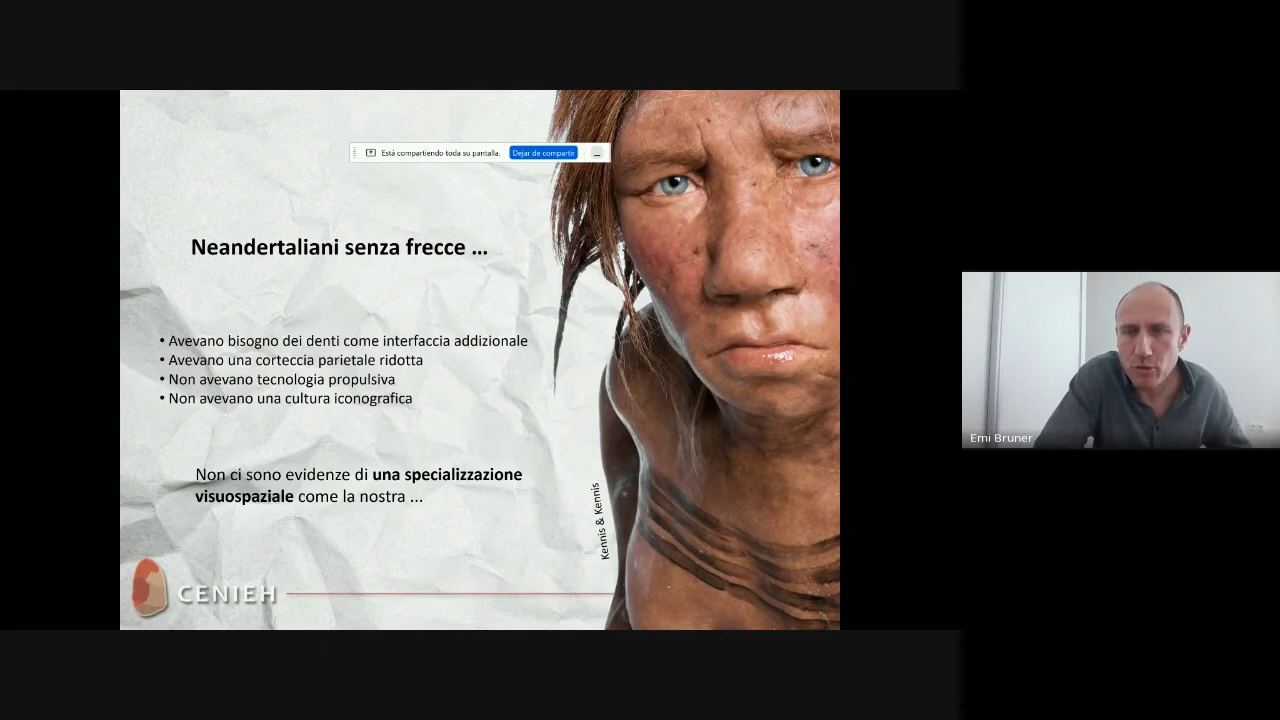 Está compartiendo toda su pantalla.
Dejar de compartir
Neandertaliani senza frecce ...
• Avevano bisogno dei denti come interfaccia addizionale
• Avevano una corteccia parietale ridotta
• Non avevano tecnologia propulsiva
• Non avevano una cultura iconografica
Non ci sono evidenze di una specializzazione
visuospaziale come la nostra ...
Kennis & Kennis
CENIEH
Emi Bruner